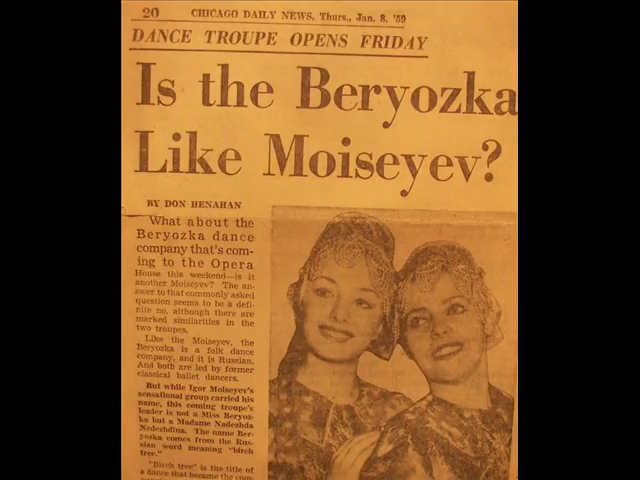 20 CHICAGO DAILY NEWS, Thurs., Jan. 8, '59
DANCE TROUPE OPENS FRIDAY
Is the Beryozka
Like Moiseyev?
BY DON HENAHAN
What about the
Beryozka dance
company that's com-
ing to the Opera
House this weekend—is it
another Moiseyev? The an-
swer to that commonly asked
question seems to be a defi-
nite no, although there are
marked similarities in the
two troupes.
Like the Moiseyev, the
Beryozka is a folk dance
company, and it is Russian.
And both are led by former
classical ballet dancers.
But while Igor Moiseyev's
sensational group carried his
name, this coming troupe's
leader is not a Miss Beryoz-
ka but a Madame Nadezhda
Nedezhdina. The name Ber-
yozka comes from the Rus-
sian word meaning "birch
tree."
"Birch tree" is the title of
a dance that became the com-